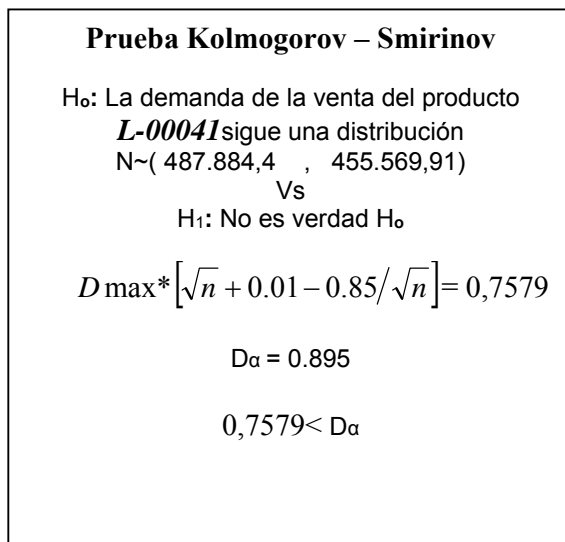 Prueba Kolmogorov – Smirinov
Ho: La demanda de la venta del producto
L-00041sigue una distribución
N~( 487.884,4 , 455.569,91)
Vs
H1: No es verdad Ho
D max*[√n + 0.01 − 0.85/√n]= 0,7579
Dα = 0.895
0,7579< Dα